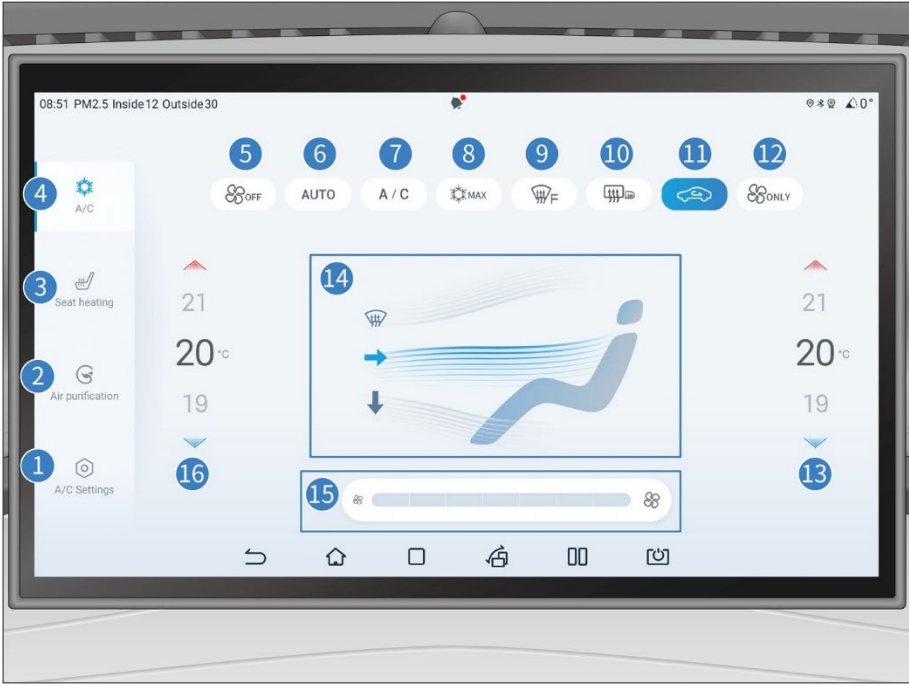 08:51 PM2.5 Inside12 Outside30
0°
5 6 7 8 9 10 11 12
OFF AUTO A / C MAX F ONLY
4
A/C
3
Seat heating
2
Air purification
1
A/C Settings
21
20 °C
19
16
14
15
21
20 °C
19
13